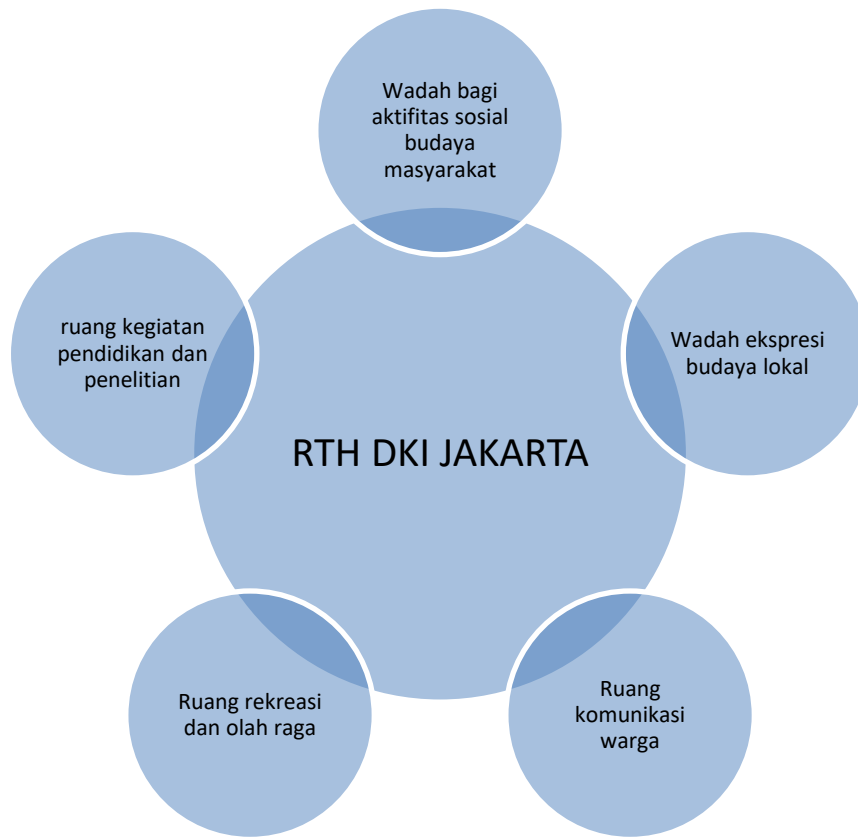 Wadah bagi
aktifitas sosial
budaya
masyarakat
ruang kegiatan
pendidikan dan
penelitian
Wadah ekspresi
budaya lokal
RTH DKI JAKARTA
Ruang rekreasi
dan olah raga
Ruang
komunikasi
warga